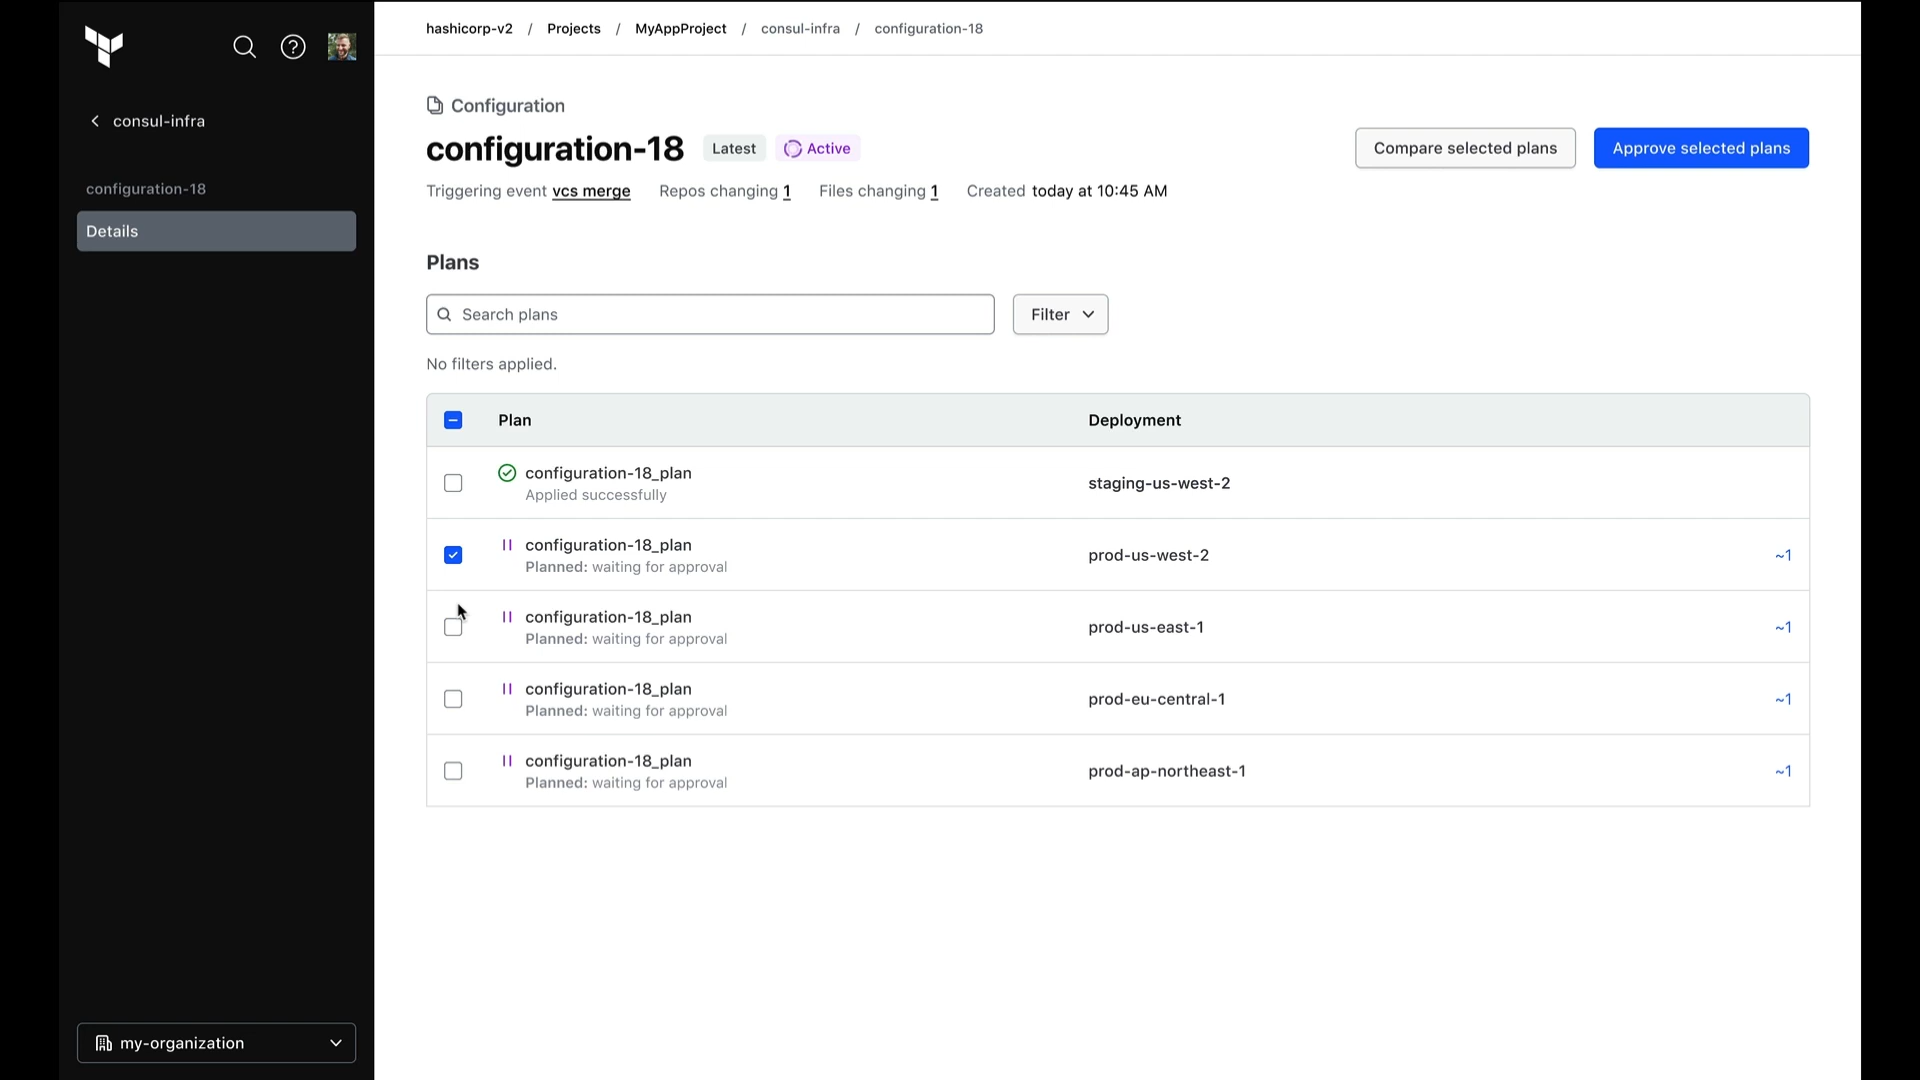 hashicorp-v2 / Projects / MyAppProject / consul-infra / configuration-18
consul-infra
configuration-18
Details
my-organization
Configuration
configuration-18 Latest Active
Compare selected plans Approve selected plans
Triggering event vcs merge Repos changing 1 Files changing 1 Created today at 10:45 AM
Plans
Search plans Filter
No filters applied.
Plan Deployment
configuration-18_plan
Applied successfully
staging-us-west-2
configuration-18_plan
Planned: waiting for approval
prod-us-west-2 ~1
configuration-18_plan
Planned: waiting for approval
prod-us-east-1 ~1
configuration-18_plan
Planned: waiting for approval
prod-eu-central-1 ~1
configuration-18_plan
Planned: waiting for approval
prod-ap-northeast-1 ~1